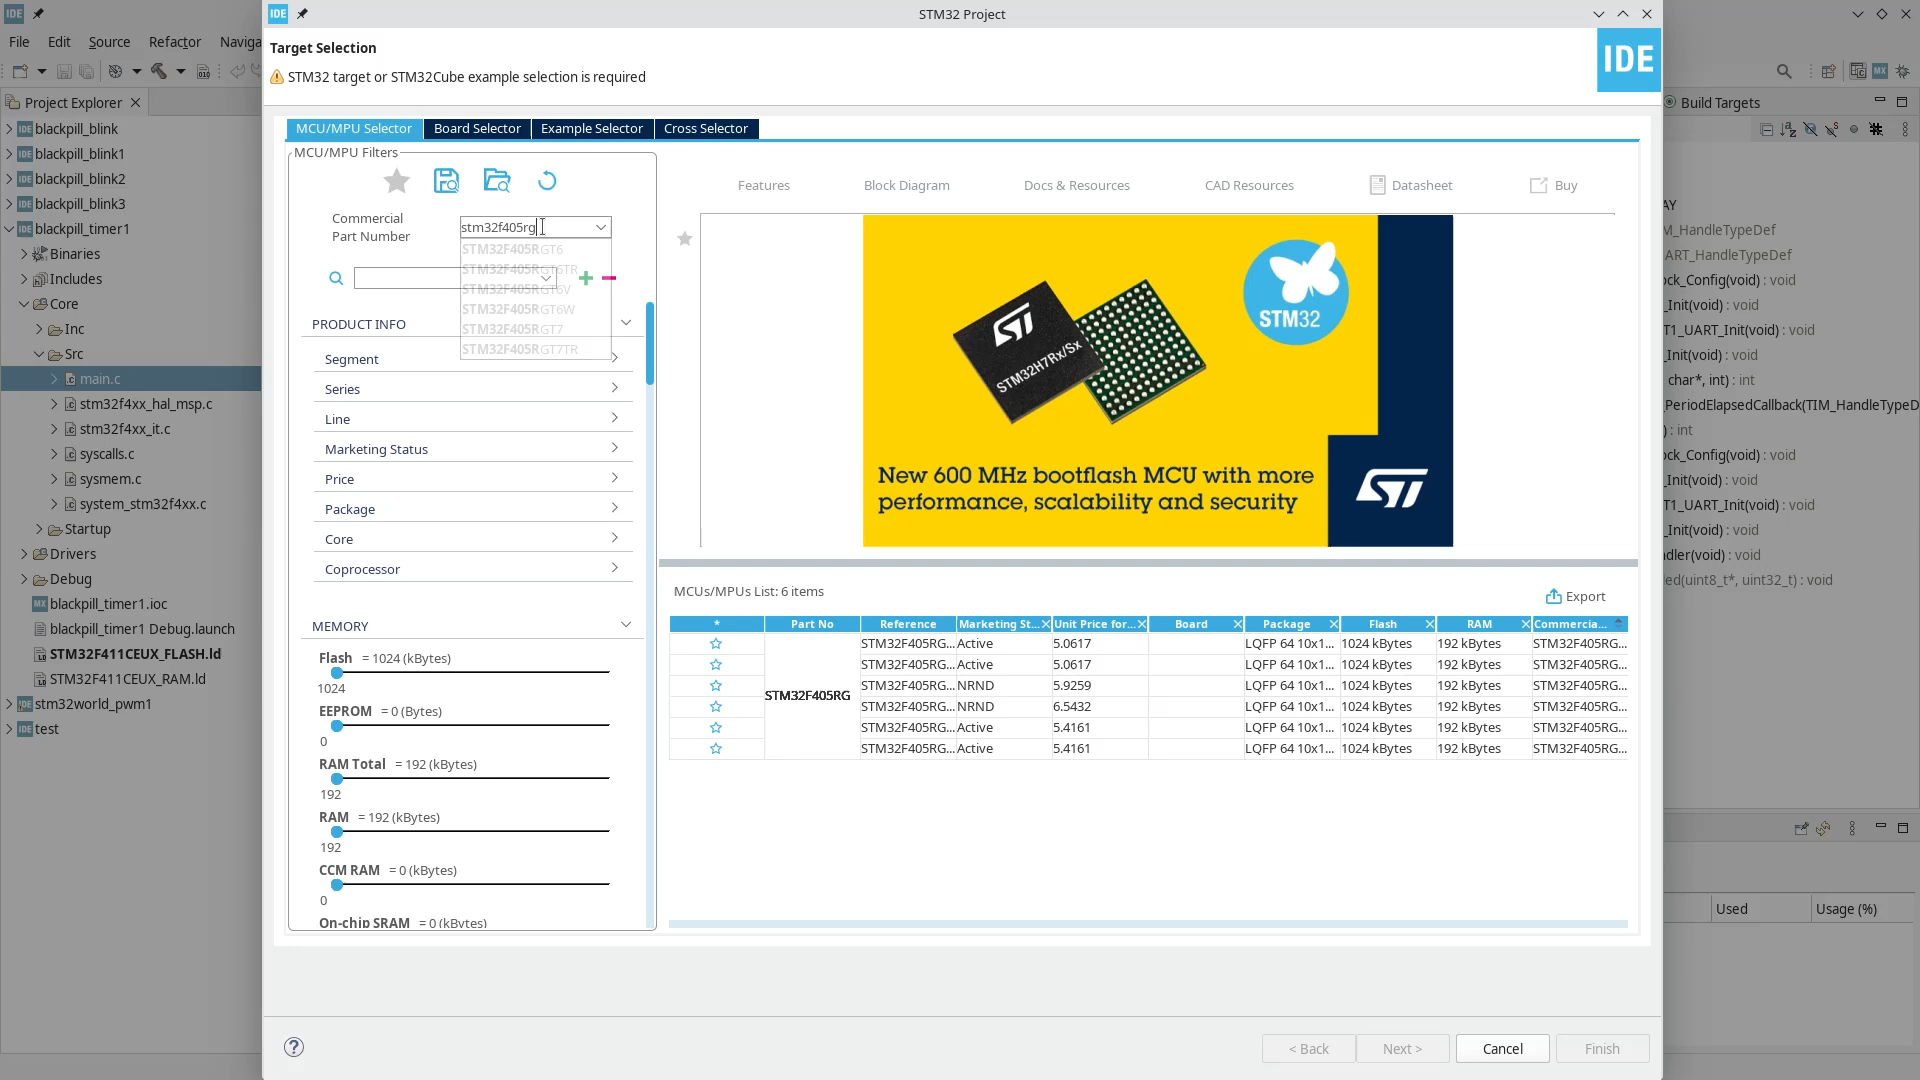 IDE
STM32 Project
File Edit Source Refactor Naviga
Target Selection
STM32 target or STM32Cube example selection is required
IDE
Project Explorer
Build Targets
MCU/MPU Selector Board Selector Example Selector Cross Selector
blackpill_blink
blackpill_blink1
blackpill_blink2
blackpill_blink3
blackpill_timer1
Binaries
Includes
Core
Inc
Src
main.c
stm32f4xx_hal_msp.c
stm32f4xx_it.c
syscalls.c
sysmem.c
system_stm32f4xx.c
Startup
Drivers
Debug
blackpill_timer1.ioc
blackpill_timer1 Debug.launch
STM32F411CEUX_FLASH.ld
STM32F411CEUX_RAM.ld
stm32world_pwm1
test
MCU/MPU Filters
Commercial
Part Number
stm32f405rg
STM32F405RGT6
STM32F405RGT6TR
STM32F405RGT6V
STM32F405RGT6W
STM32F405RGT7
STM32F405RGT7TR
PRODUCT INFO
Segment
Series
Line
Marketing Status
Price
Package
Core
Coprocessor
MEMORY
Flash = 1024 (kBytes)
1024
EEPROM = 0 (Bytes)
0
RAM Total = 192 (kBytes)
192
RAM = 192 (kBytes)
192
CCM RAM = 0 (kBytes)
0
On-chip SRAM = 0 (kBytes)
Features Block Diagram Docs & Resources CAD Resources Datasheet Buy
STM32H7Rx/Sx
STM32
New 600 MHz bootflash MCU with more
performance, scalability and security
MCUs/MPUs List: 6 items
Export
* Part No Reference Marketing St... Unit Price for... Board Package Flash RAM Commercia...
STM32F405RG
STM32F405RG... Active 5.0617 LQFP 64 10x1... 1024 kBytes 192 kBytes STM32F405RG...
STM32F405RG... Active 5.0617 LQFP 64 10x1... 1024 kBytes 192 kBytes STM32F405RG...
STM32F405RG... NRND 5.9259 LQFP 64 10x1... 1024 kBytes 192 kBytes STM32F405RG...
STM32F405RG... NRND 6.5432 LQFP 64 10x1... 1024 kBytes 192 kBytes STM32F405RG...
STM32F405RG... Active 5.4161 LQFP 64 10x1... 1024 kBytes 192 kBytes STM32F405RG...
STM32F405RG... Active 5.4161 LQFP 64 10x1... 1024 kBytes 192 kBytes STM32F405RG...
AY
M_HandleTypeDef
ART_HandleTypeDef
ock_Config(void) : void
_Init(void) : void
T1_UART_Init(void) : void
_Init(void) : void
char*, int) : int
_PeriodElapsedCallback(TIM_HandleTypeD
) : int
ock_Config(void) : void
_Init(void) : void
T1_UART_Init(void) : void
_Init(void) : void
ndler(void) : void
ed(uint8_t*, uint32_t) : void
Used Usage (%)
< Back Next > Cancel Finish